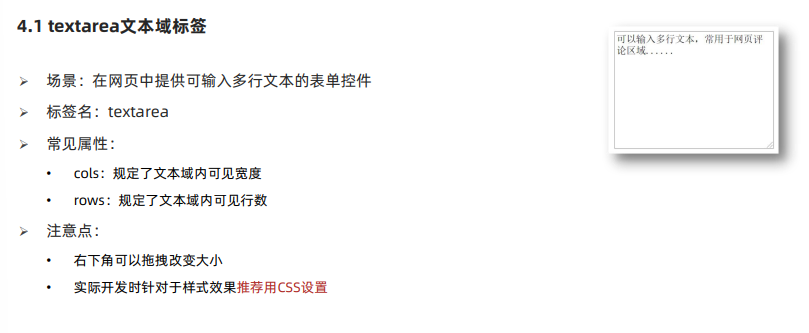 4.1 textarea文本域标签
可以输入多行文本，常用于网页评
论区域......
场景：在网页中提供可输入多行文本的表单控件
标签名：textarea
常见属性：
cols：规定了文本域内可见宽度
rows：规定了文本域内可见行数
注意点：
右下角可以拖拽改变大小
实际开发时针对于样式效果推荐用CSS设置